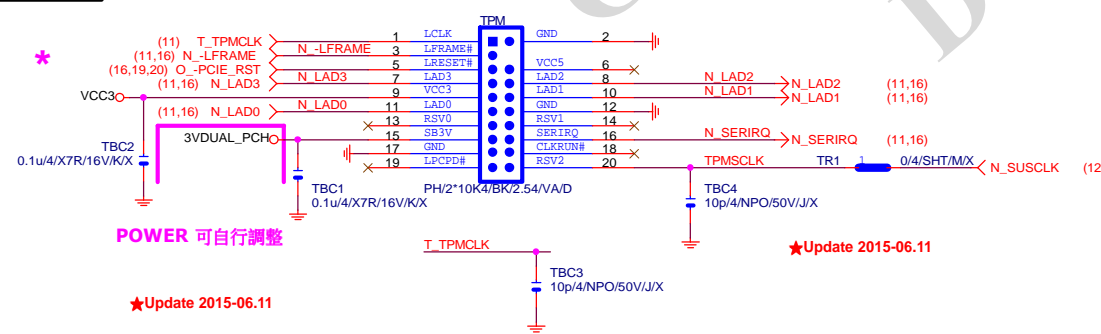 TPM
(11) T_TPMCLK 1 LCLK GND 2
(11,16) N_-LFRAME N_-LFRAME 3 LFRAME#
(16,19,20) O_-PCIE_RST 5 LRESET# VCC5 6
(11,16) N_LAD3 N_LAD3 7 LAD3 LAD2 8 N_LAD2 N_LAD2 (11,16)
VCC3 9 VCC3 LAD1 10 N_LAD1 N_LAD1 (11,16)
(11,16) N_LAD0 N_LAD0 11 LAD0 GND 12
13 RSV0 RSV1 14
3VDUAL_PCH 15 SB3V SERIRQ 16 N_SERIRQ N_SERIRQ (11,16)
17 GND CLKRUN# 18
19 LPCPD# RSV2 20 TPMSCLK TR1 1 0/4/SHT/M/X N_SUSCLK (12
TBC2
0.1u/4/X7R/16V/K/X
PH/2*10K4/BK/2.54/VA/D
TBC1
0.1u/4/X7R/16V/K/X
TBC4
10p/4/NPO/50V/J/X
*
POWER 可自行調整
T_TPMCLK
★Update 2015-06.11
TBC3
10p/4/NPO/50V/J/X
★Update 2015-06.11